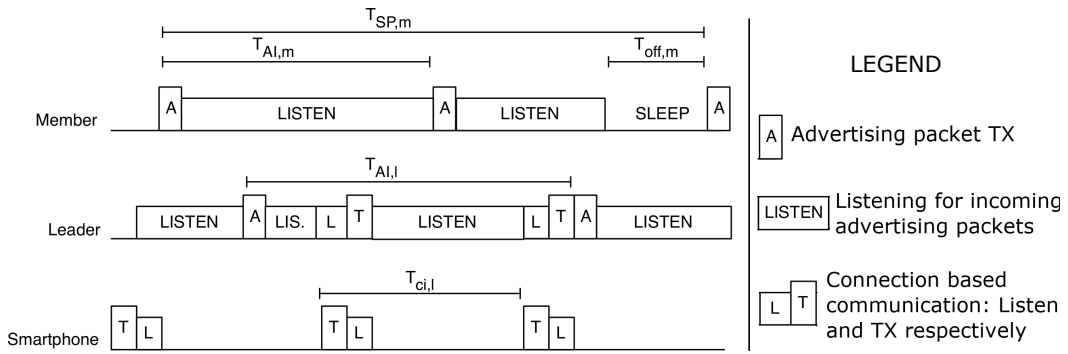 T_SP,m
T_AI,m
T_off,m
Member A LISTEN A LISTEN SLEEP A
T_AI,l
Leader LISTEN A LIS. L T LISTEN L T A LISTEN
T_ci,l
Smartphone T L T L T L
LEGEND
A Advertising packet TX
LISTEN Listening for incoming
advertising packets
L T Connection based
communication: Listen
and TX respectively